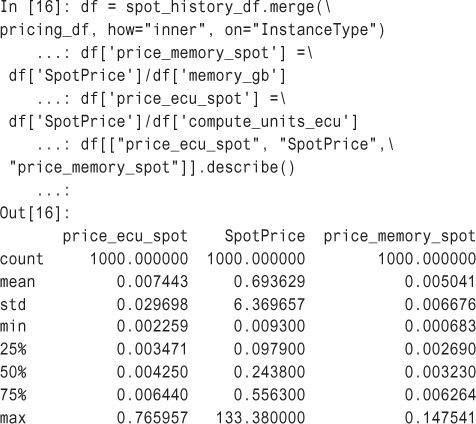 In [16]: df = spot_history_df.merge(\
pricing_df, how="inner", on="InstanceType")
...: df['price_memory_spot'] =\
df['SpotPrice']/df['memory_gb']
...: df['price_ecu_spot'] =\
df['SpotPrice']/df['compute_units_ecu']
...: df[["price_ecu_spot", "SpotPrice",\
"price_memory_spot"]].describe()
...:
Out[16]:
price_ecu_spot SpotPrice price_memory_spot
count 1000.000000 1000.000000 1000.000000
mean 0.007443 0.693629 0.005041
std 0.029698 6.369657 0.006676
min 0.002259 0.009300 0.000683
25% 0.003471 0.097900 0.002690
50% 0.004250 0.243800 0.003230
75% 0.006440 0.556300 0.006264
max 0.765957 133.380000 0.147541